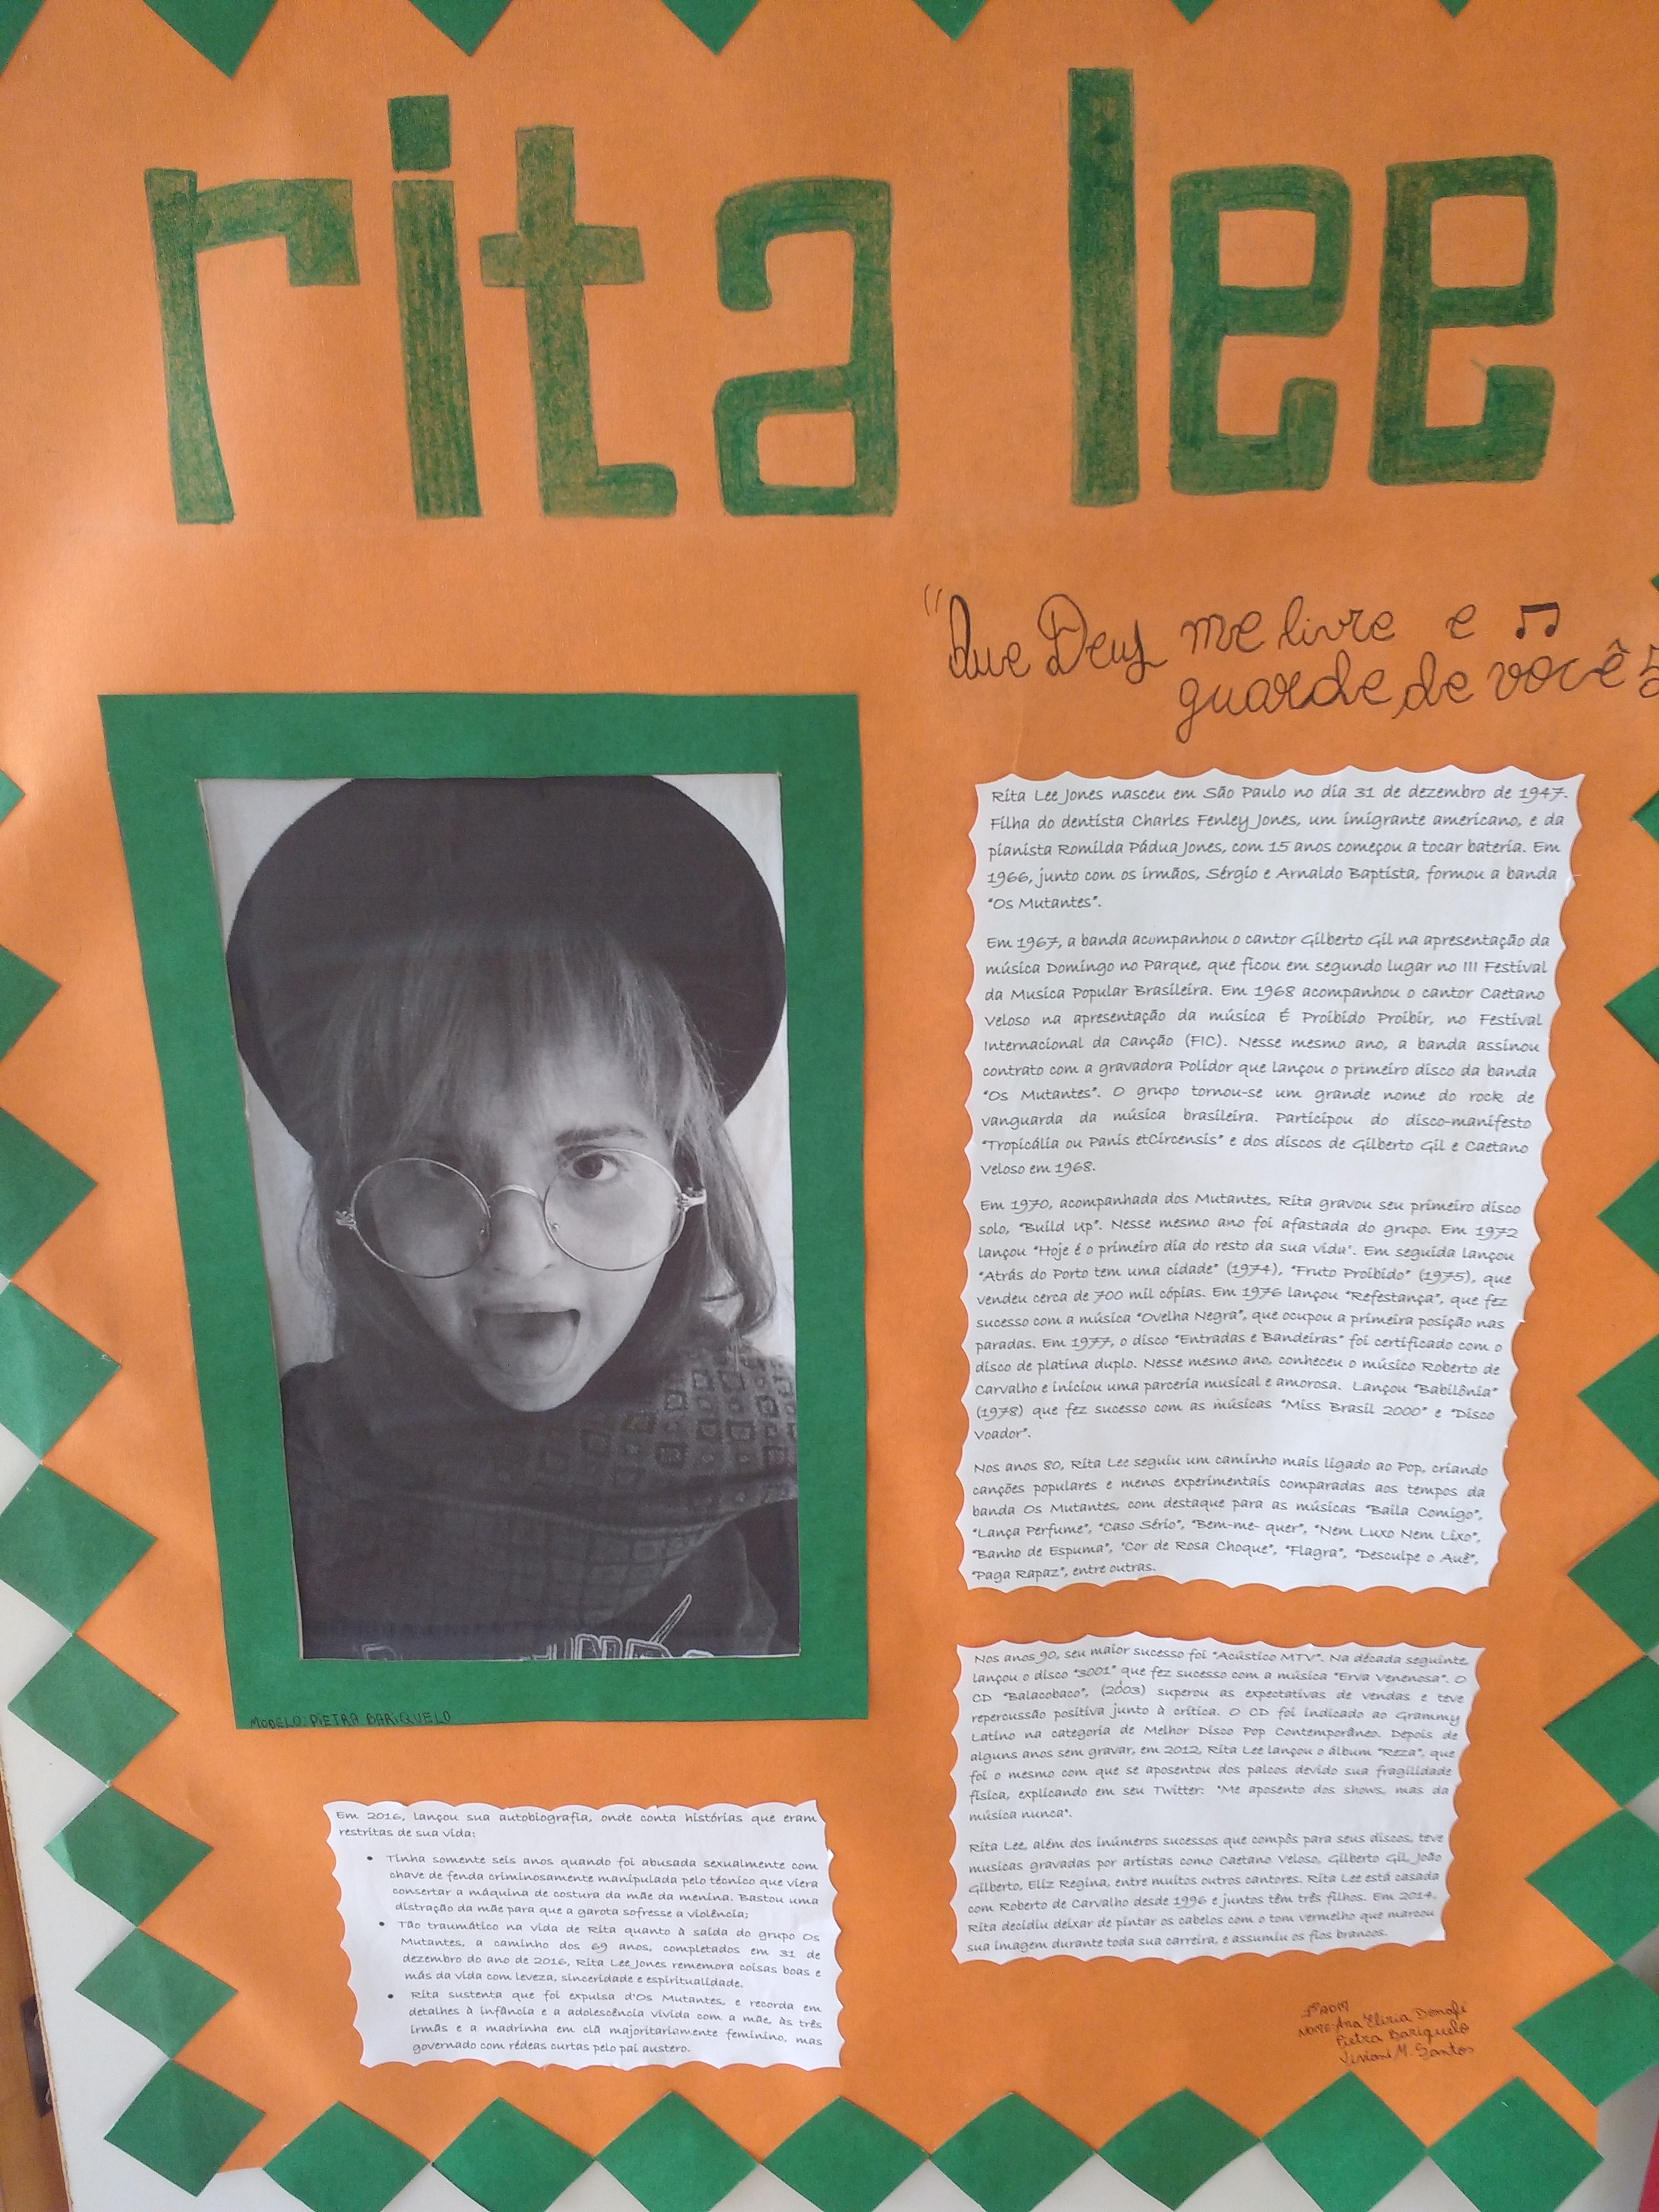 rita lee
"Que Deus me livre e
guarde de você
Rita Lee Jones nasceu em São Paulo no dia 31 de dezembro de 1947.
Filha do dentista Charles Fenley Jones, um imigrante americano, e da
pianista Romilda Pádua Jones, com 15 anos começou a tocar bateria. Em
1966, junto com os irmãos, Sérgio e Arnaldo Baptista, formou a banda
"Os Mutantes".
Em 1967, a banda acompanhou o cantor Gilberto Gil na apresentação da
música Domingo no Parque, que ficou em segundo lugar no III Festival
da Musica Popular Brasileira. Em 1968 acompanhou o cantor Caetano
Veloso na apresentação da música É Proibido Proibir, no Festival
Internacional da Canção (FIC). Nesse mesmo ano, a banda assinou
contrato com a gravadora Polidor que lançou o primeiro disco da banda
"Os Mutantes". O grupo tornou-se um grande nome do rock de
vanguarda da música brasileira. Participou do disco-manifesto
"Tropicália ou Panis etCircensis" e dos discos de Gilberto Gil e Caetano
Veloso em 1968.
Em 1970, acompanhada dos Mutantes, Rita gravou seu primeiro disco
solo, "Build Up". Nesse mesmo ano foi afastada do grupo. Em 1972
lançou "Hoje é o primeiro dia do resto da sua vida". Em seguida lançou
"Atrás do Porto tem uma cidade" (1974), "Fruto Proibido" (1975), que
vendeu cerca de 700 mil cópias. Em 1976 lançou "Refestança", que fez
sucesso com a música "Ovelha Negra", que ocupou a primeira posição nas
paradas. Em 1977, o disco "Entradas e Bandeiras" foi certificado com o
disco de platina duplo. Nesse mesmo ano, conheceu o músico Roberto de
Carvalho e iniciou uma parceria musical e amorosa. Lançou "Babilônia"
(1978) que fez sucesso com as músicas "Miss Brasil 2000" e "Disco
Voador".
Nos anos 80, Rita Lee seguiu um caminho mais ligado ao Pop, criando
canções populares e menos experimentais comparadas aos tempos da
banda Os Mutantes, com destaque para as músicas "Baila Comigo",
"Lança Perfume", "Caso Sério", "Bem-me- quer", "Nem Luxo Nem Lixo",
"Banho de Espuma", "Cor de Rosa Choque", "Flagra", "Desculpe o Auê",
"Paga Rapaz", entre outras.
Nos anos 90, seu maior sucesso foi "Acústico MTV". Na década seguinte
lançou o disco "3001" que fez sucesso com a música "Erva Venenosa". O
CD "Balacobaco", (2003) superou as expectativas de vendas e teve
repercussão positiva junto à crítica. O CD foi indicado ao Grammy
Latino na categoria de Melhor Disco Pop Contemporâneo. Depois de
alguns anos sem gravar, em 2012, Rita Lee lançou o álbum "Reza", que
foi o mesmo com que se aposentou dos palcos devido sua fragilidade
física, explicando em seu Twitter: "Me aposento dos shows, mas da
música nunca".
Rita Lee, além dos inúmeros sucessos que compôs para seus discos, teve
musicas gravadas por artistas como Caetano Veloso, Gilberto Gil, João
Gilberto, Eliz Regina, entre muitos outros cantores. Rita Lee está casada
com Roberto de Carvalho desde 1996 e juntos têm três filhos. Em 2014,
Rita decidiu deixar de pintar os cabelos com o tom vermelho que marcou
sua imagem durante toda sua carreira, e assumiu os fios brancos.
MODELO: PIETRA BARIQUELO
Em 2016, lançou sua autobiografia, onde conta histórias que eram
restritas de sua vida:
• Tinha somente seis anos quando foi abusada sexualmente com
chave de fenda criminosamente manipulada pelo técnico que viera
consertar a máquina de costura da mãe da menina. Bastou uma
distração da mãe para que a garota sofresse a violência;
• Tão traumático na vida de Rita quanto à saída do grupo Os
Mutantes, a caminho dos 69 anos, completados em 31 de
dezembro do ano de 2016, Rita Lee Jones rememora coisas boas e
más da vida com leveza, sinceridade e espiritualidade.
• Rita sustenta que foi expulsa d'Os Mutantes, e recorda em
detalhes à infância e a adolescência vivida com a mãe, às três
irmãs e a madrinha em clã majoritariamente feminino, mas
governado com rédeas curtas pelo pai austero.
ADM
Nome: Ana Donofé
Pietra Bariquelo
M. Santos